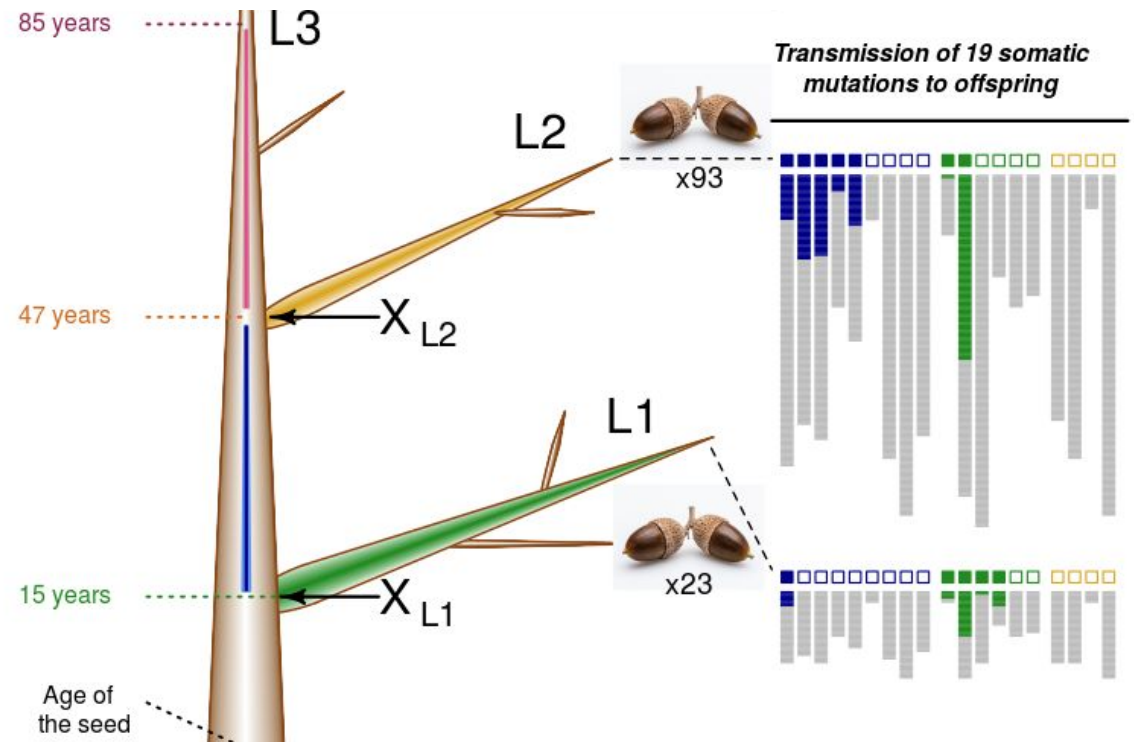 85 years
L3
Transmission of 19 somatic
mutations to offspring
L2
x93
47 years
X L2
L1
x23
15 years
X L1
Age of
the seed